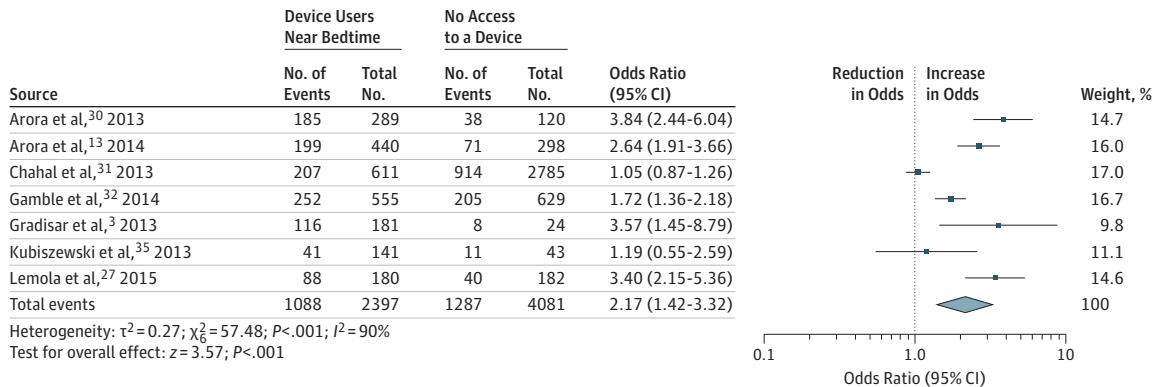 Device Users Near Bedtime No Access to a Device
Source No. of Events Total No. No. of Events Total No. Odds Ratio (95% CI) Reduction in Odds Increase in Odds Weight, %
Arora et al,30 2013 185 289 38 120 3.84 (2.44-6.04) 14.7
Arora et al,13 2014 199 440 71 298 2.64 (1.91-3.66) 16.0
Chahal et al,31 2013 207 611 914 2785 1.05 (0.87-1.26) 17.0
Gamble et al,32 2014 252 555 205 629 1.72 (1.36-2.18) 16.7
Gradisar et al,3 2013 116 181 8 24 3.57 (1.45-8.79) 9.8
Kubiszewski et al,35 2013 41 141 11 43 1.19 (0.55-2.59) 11.1
Lemola et al,27 2015 88 180 40 182 3.40 (2.15-5.36) 14.6
Total events 1088 2397 1287 4081 2.17 (1.42-3.32) 100
Heterogeneity: τ2=0.27; χ26=57.48; P<.001; I2=90%
Test for overall effect: z=3.57; P<.001
0.1 1.0 10
Odds Ratio (95% CI)